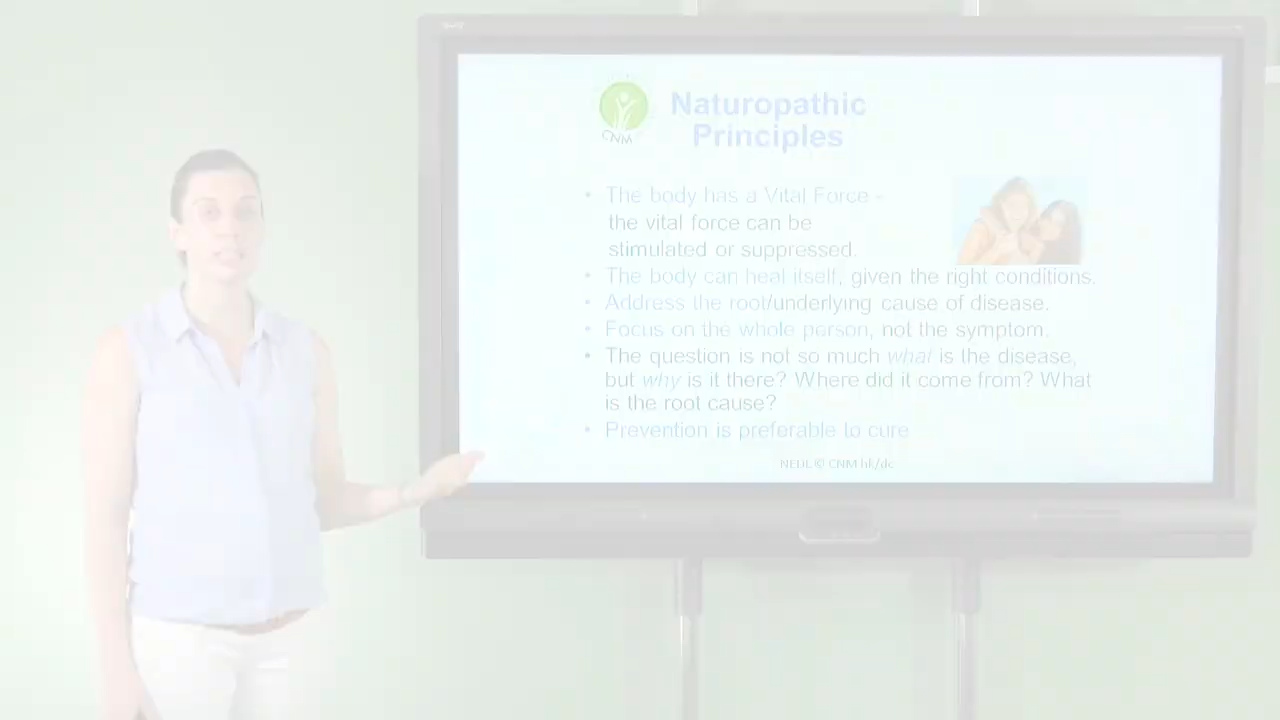 CNM
Naturopathic
Principles
• The body has a Vital Force -
the vital force can be
stimulated or suppressed.
• The body can heal itself, given the right conditions.
• Address the root/underlying cause of disease.
• Focus on the whole person, not the symptom.
• The question is not so much what is the disease,
but why is it there? Where did it come from? What
is the root cause?
• Prevention is preferable to cure
© CNM hk/dc